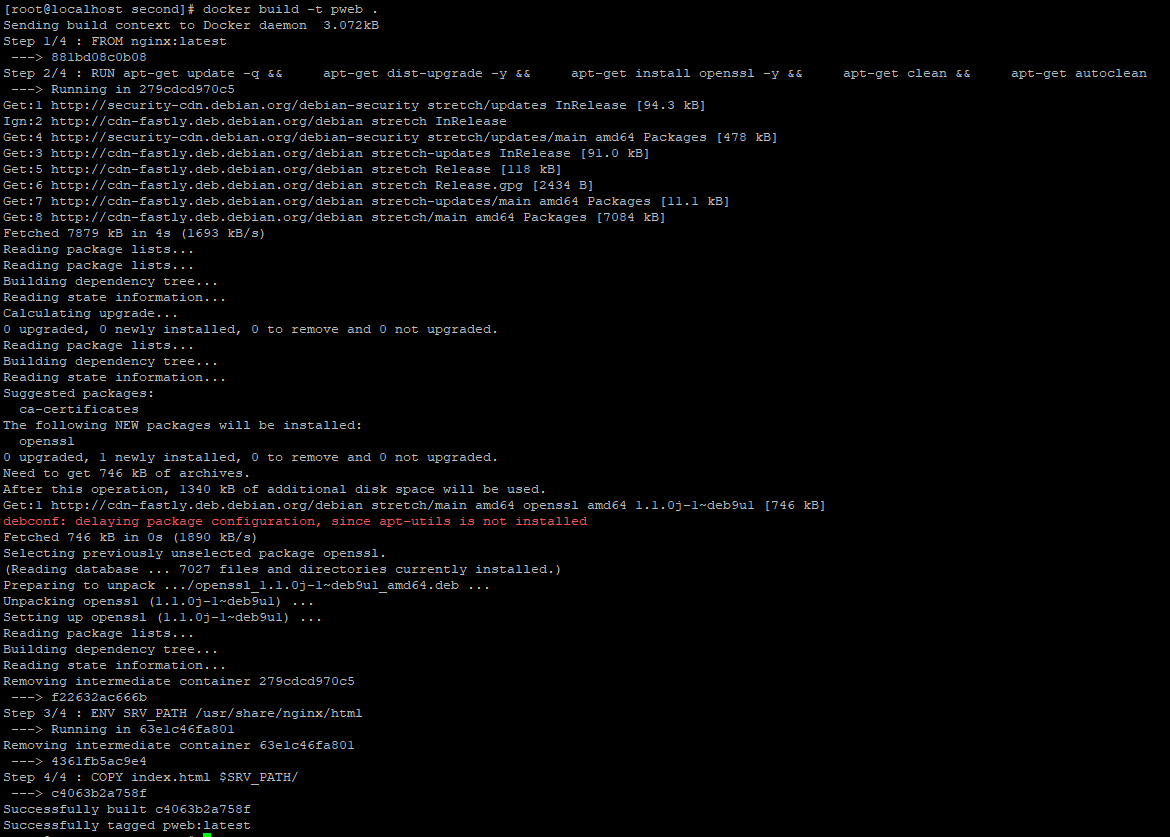 [root@localhost second]# docker build -t pweb .
Sending build context to Docker daemon  3.072kB
Step 1/4 : FROM nginx:latest
 ---> 881bd08c0b08
Step 2/4 : RUN apt-get update -q &&     apt-get dist-upgrade -y &&     apt-get install openssl -y &&     apt-get clean &&     apt-get autoclean
 ---> Running in 279cdcd970c5
Get:1 http://security-cdn.debian.org/debian-security stretch/updates InRelease [94.3 kB]
Ign:2 http://cdn-fastly.deb.debian.org/debian stretch InRelease
Get:4 http://security-cdn.debian.org/debian-security stretch/updates/main amd64 Packages [478 kB]
Get:3 http://cdn-fastly.deb.debian.org/debian stretch-updates InRelease [91.0 kB]
Get:5 http://cdn-fastly.deb.debian.org/debian stretch Release [118 kB]
Get:6 http://cdn-fastly.deb.debian.org/debian stretch Release.gpg [2434 B]
Get:7 http://cdn-fastly.deb.debian.org/debian stretch-updates/main amd64 Packages [11.1 kB]
Get:8 http://cdn-fastly.deb.debian.org/debian stretch/main amd64 Packages [7084 kB]
Fetched 7879 kB in 4s (1693 kB/s)
Reading package lists...
Reading package lists...
Building dependency tree...
Reading state information...
Calculating upgrade...
0 upgraded, 0 newly installed, 0 to remove and 0 not upgraded.
Reading package lists...
Building dependency tree...
Reading state information...
Suggested packages:
  ca-certificates
The following NEW packages will be installed:
  openssl
0 upgraded, 1 newly installed, 0 to remove and 0 not upgraded.
Need to get 746 kB of archives.
After this operation, 1340 kB of additional disk space will be used.
Get:1 http://cdn-fastly.deb.debian.org/debian stretch/main amd64 openssl amd64 1.1.0j-1~deb9u1 [746 kB]
debconf: delaying package configuration, since apt-utils is not installed
Fetched 746 kB in 0s (1890 kB/s)
Selecting previously unselected package openssl.
(Reading database ... 7027 files and directories currently installed.)
Preparing to unpack .../openssl_1.1.0j-1~deb9u1_amd64.deb ...
Unpacking openssl (1.1.0j-1~deb9u1) ...
Setting up openssl (1.1.0j-1~deb9u1) ...
Reading package lists...
Building dependency tree...
Reading state information...
Removing intermediate container 279cdcd970c5
 ---> f22632ac666b
Step 3/4 : ENV SRV_PATH /usr/share/nginx/html
 ---> Running in 63e1c46fa801
Removing intermediate container 63e1c46fa801
 ---> 4361fb5ac9e4
Step 4/4 : COPY index.html $SRV_PATH/
 ---> c4063b2a758f
Successfully built c4063b2a758f
Successfully tagged pweb:latest